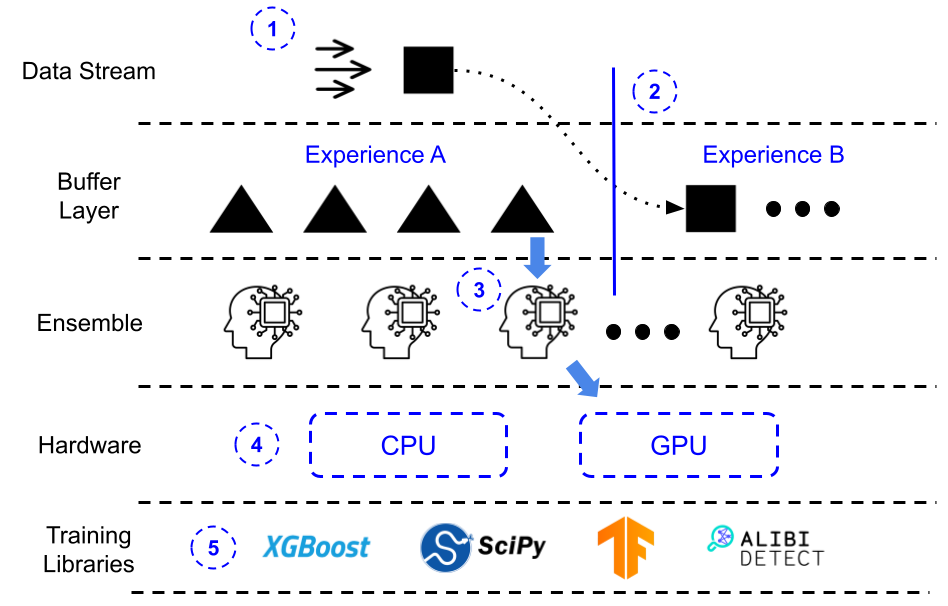 1
Data Stream
2
Experience A
Experience B
Buffer
Layer
3
Ensemble
4
Hardware
CPU
GPU
Training
Libraries
5
XGBoost
SciPy
ALIBI
DETECT